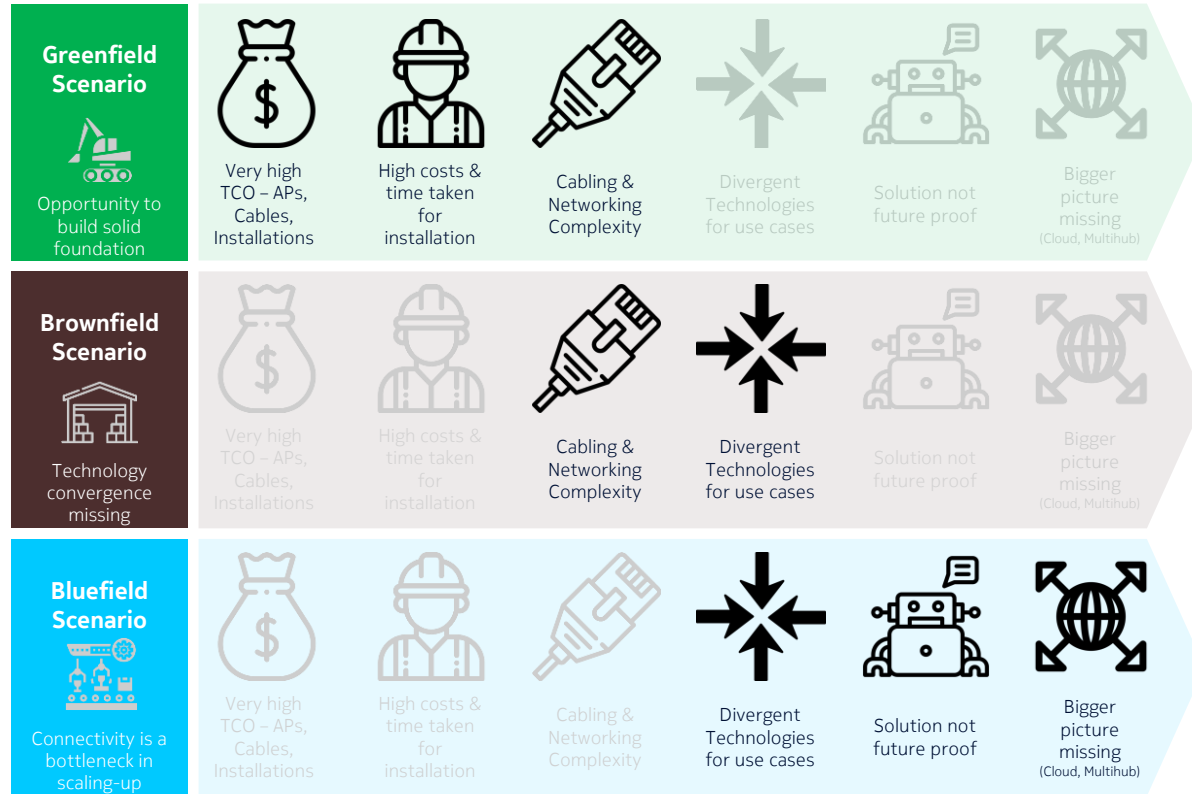 Greenfield
Scenario
Opportunity to
build solid
foundation
$
Very high
TCO – APs,
Cables,
Installations
High costs &
time taken
for
installation
Cabling &
Networking
Complexity
Divergent
Technologies
for use cases
Solution not
future proof
Bigger
picture
missing
(Cloud, Multihub)
Brownfield
Scenario
Technology
convergence
missing
$
Very high
TCO – APs,
Cables,
Installations
High costs &
time taken
for
installation
Cabling &
Networking
Complexity
Divergent
Technologies
for use cases
Solution not
future proof
Bigger
picture
missing
(Cloud, Multihub)
Bluefield
Scenario
Connectivity is a
bottleneck in
scaling-up
$
Very high
TCO – APs,
Cables,
Installations
High costs &
time taken
for
installation
Cabling &
Networking
Complexity
Divergent
Technologies
for use cases
Solution not
future proof
Bigger
picture
missing
(Cloud, Multihub)